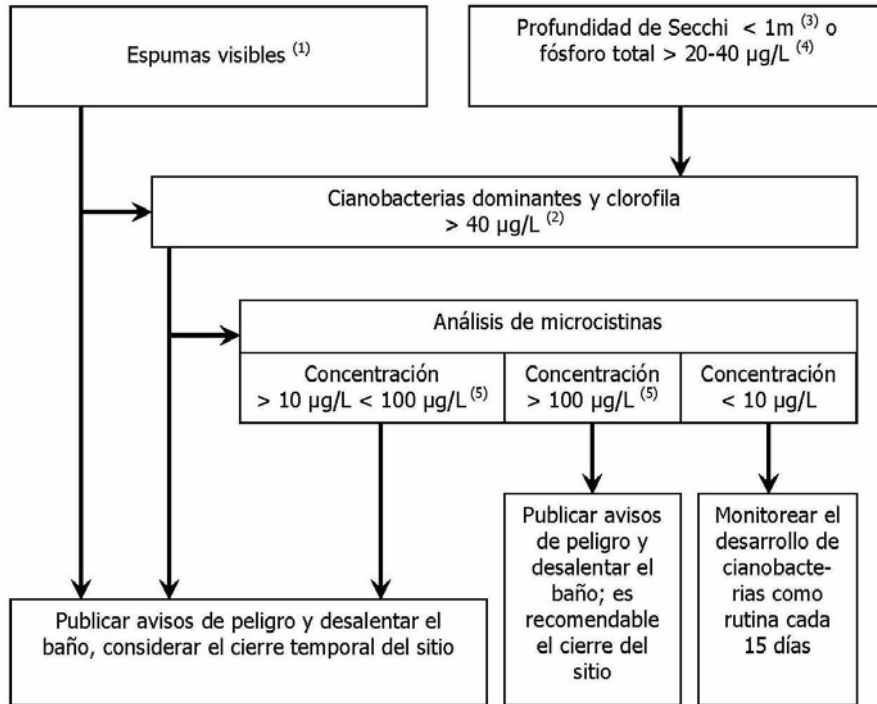 Espumas visibles (1)
Profundidad de Secchi < 1m (3) o
fósforo total > 20-40 µg/L (4)
Cianobacterias dominantes y clorofila
> 40 µg/L (2)
Análisis de microcistinas
Concentración
> 10 µg/L < 100 µg/L (5)
Concentración
> 100 µg/L (5)
Concentración
< 10 µg/L
Publicar avisos de peligro y desalentar el
baño, considerar el cierre temporal del sitio
Publicar avisos
de peligro y
desalentar el
baño; es
recomendable
el cierre del
sitio
Monitorear el
desarrollo de
cianobacte-
rias como
rutina cada
15 días